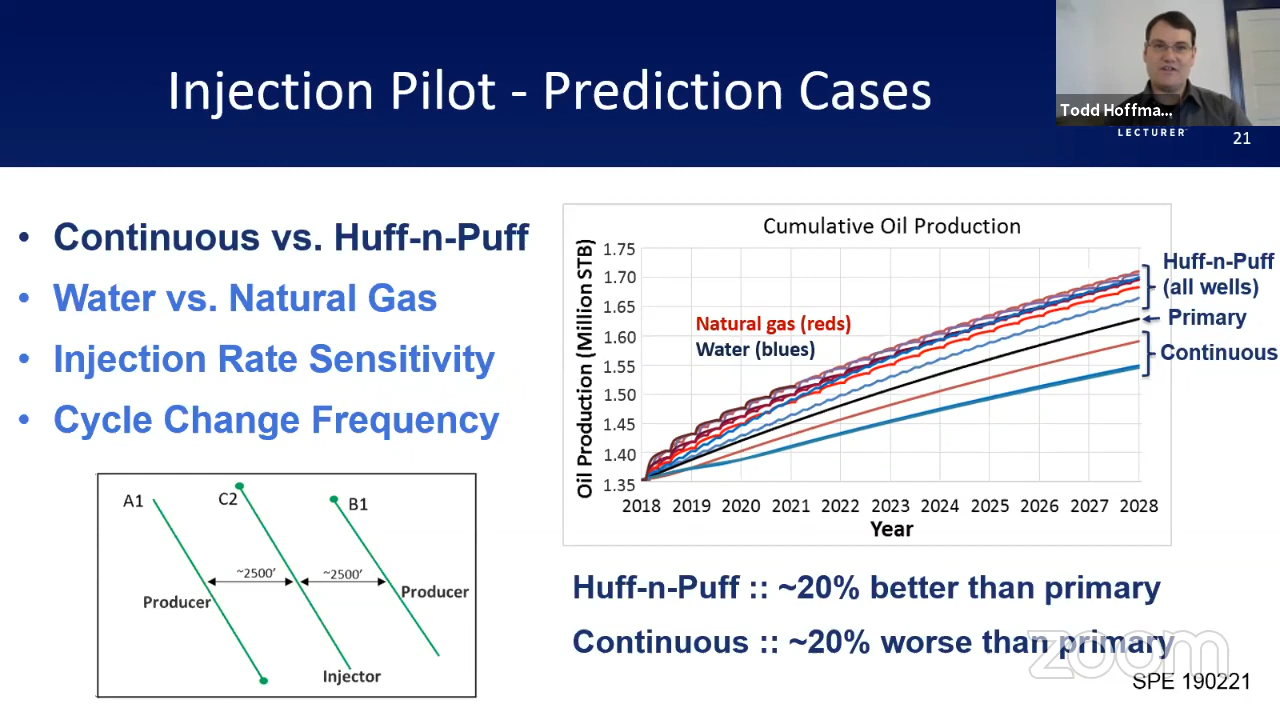 Injection Pilot - Prediction Cases
Todd Hoffma...
LECTURER
21
• Continuous vs. Huff-n-Puff
• Water vs. Natural Gas
• Injection Rate Sensitivity
• Cycle Change Frequency
A1
C2
B1
~2500'
~2500'
Producer
Producer
Injector
Cumulative Oil Production
Oil Production (Million STB)
1.75
1.70
1.65
1.60
1.55
1.50
1.45
1.40
1.35
Natural gas (reds)
Water (blues)
2018 2019 2020 2021 2022 2023 2024 2025 2026 2027 2028
Year
Huff-n-Puff
(all wells)
Primary
Continuous
Huff-n-Puff :: ~20% better than primary
Continuous :: ~20% worse than primary
zoom
SPE 190221